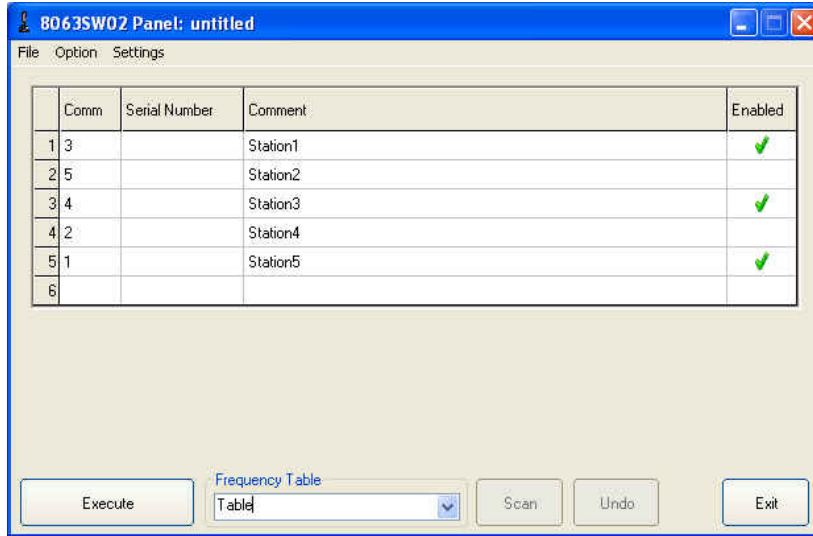 8063SW02 Panel: untitled
File Option Settings
Comm Serial Number Comment Enabled
1 3 Station1
2 5 Station2
3 4 Station3
4 2 Station4
5 1 Station5
6
Frequency Table
Execute Table Scan Undo Exit